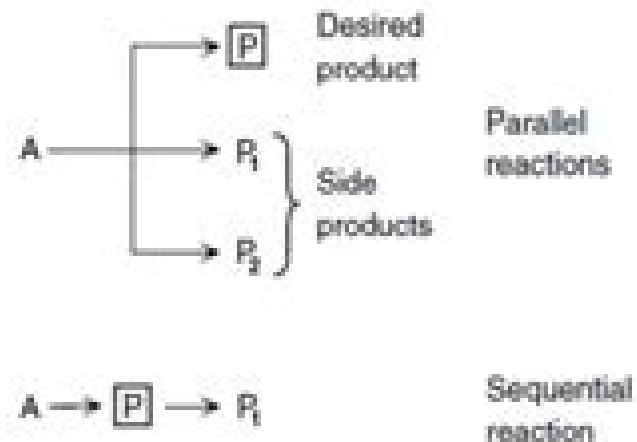 Desired
P
product
A
P₁
Parallel
reactions
Side
products
P₂
A P P₁
Sequential
reaction